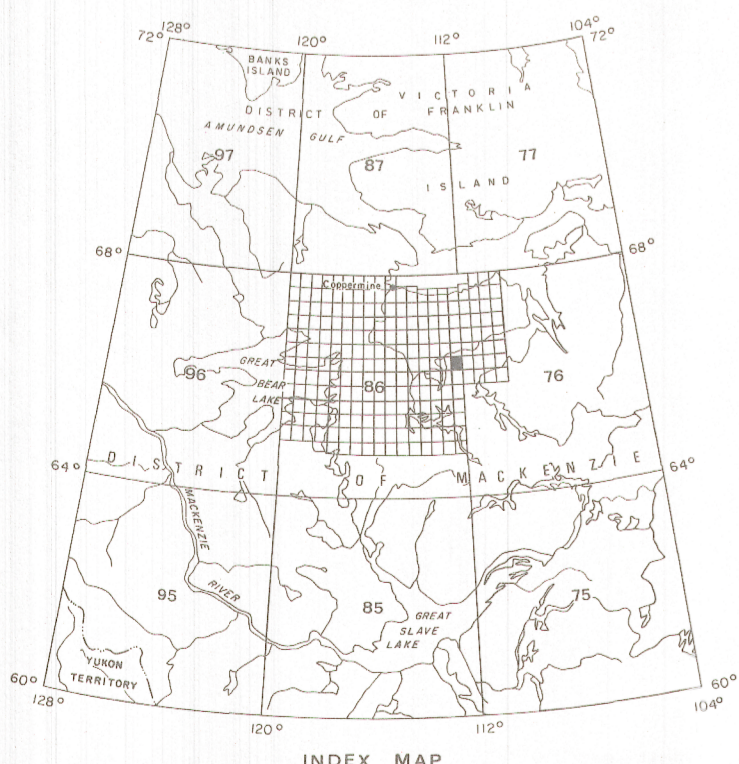 128° 104°
72° 120° 112° 72°
BANKS
ISLAND
VICTORIA
DISTRICT OF FRANKLIN
AMUNDSEN GULF
97 87 77
ISLAND
68° 68°
Coppermine
GREAT
96 86 76
BEAR
LAKE
64° DISTRICT OF MACKENZIE 64°
MACKENZIE
RIVER
95 85 75
GREAT
SLAVE
LAKE
YUKON
TERRITORY
60° 60°
128° 104°
120° 112°
INDEX MAP